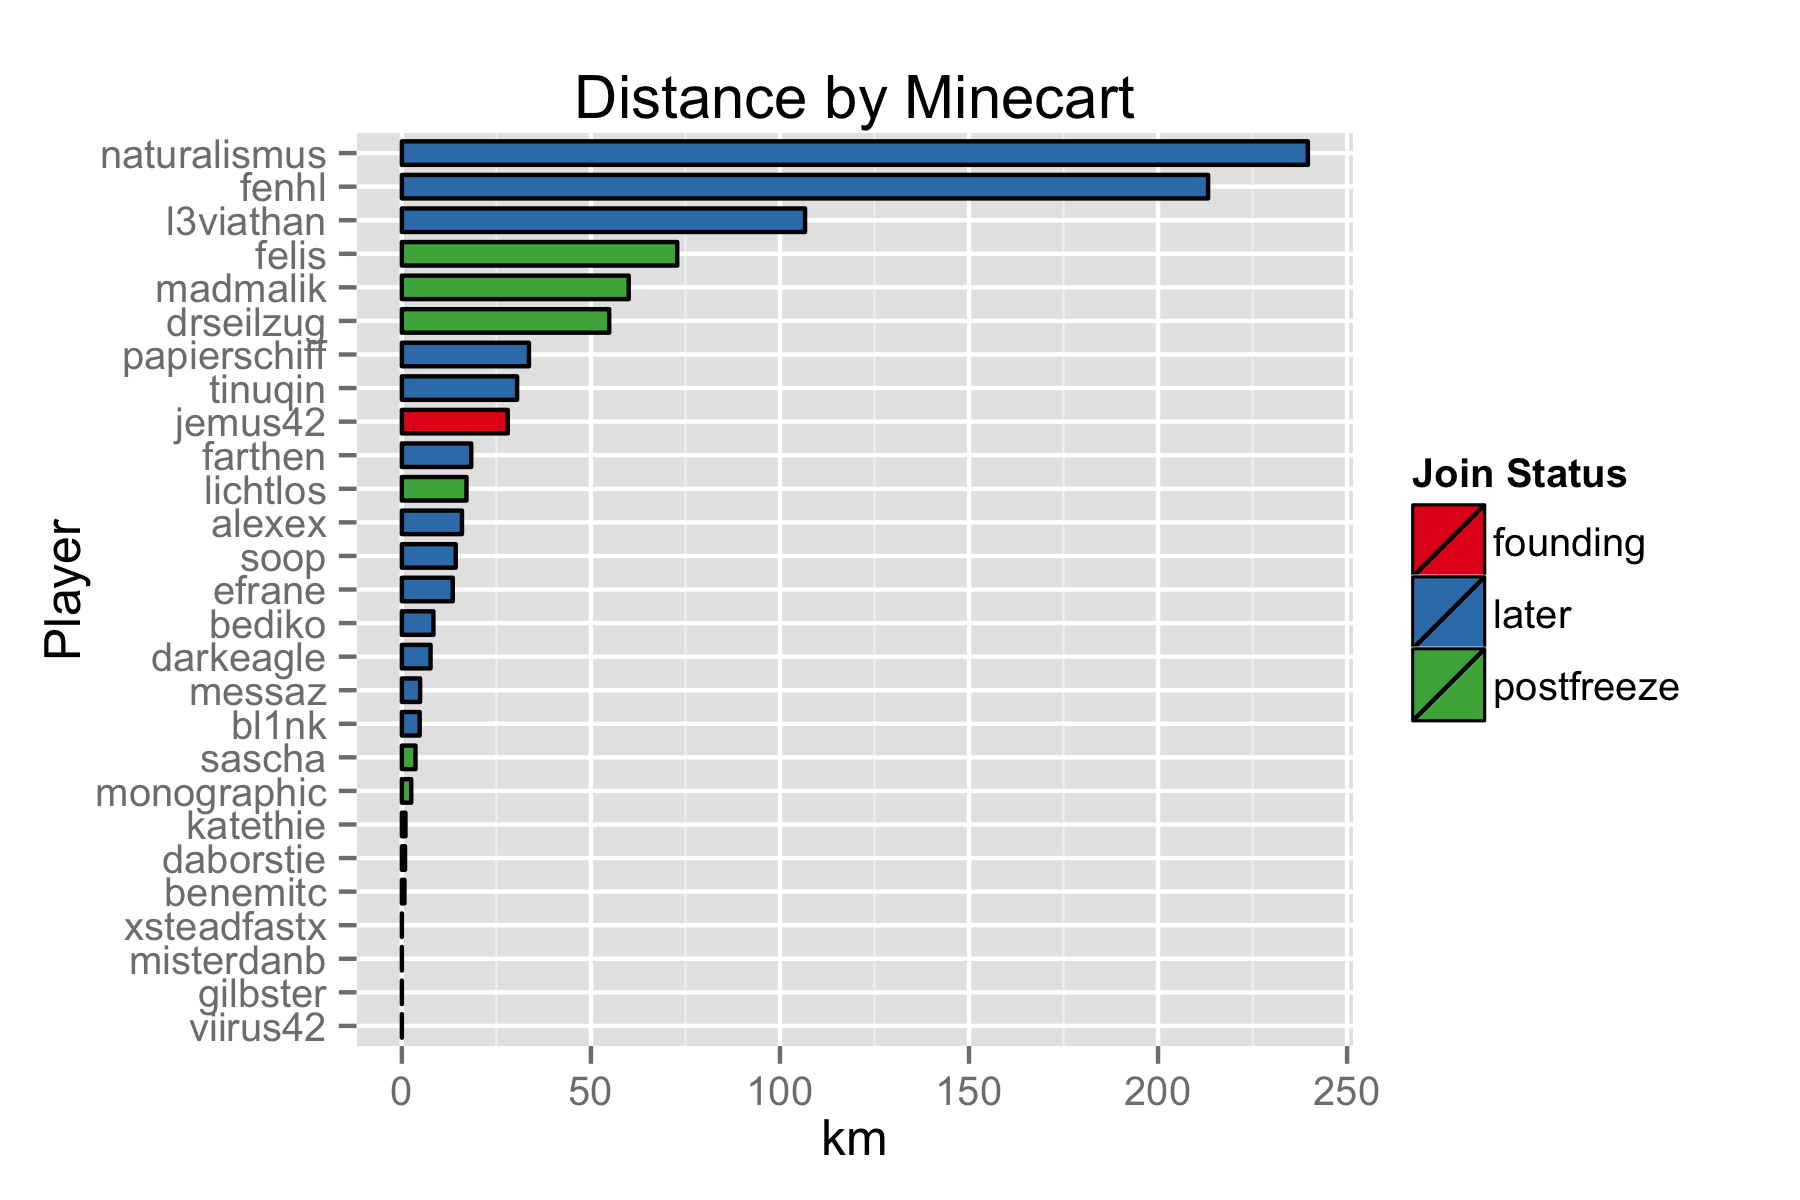 Distance by Minecart
naturalismus
fenhl
l3viathan
felis
madmalik
drseilzug
papierschiff
tinuqin
jemus42
farthen
lichtlos
alexex
soop
efrane
bediko
darkeagle
messaz
bl1nk
sascha
monographic
katethie
daborstie
benemitc
xsteadfastx
misterdanb
gilbster
viirus42
Player
0 50 100 150 200 250
km
Join Status
founding
later
postfreeze